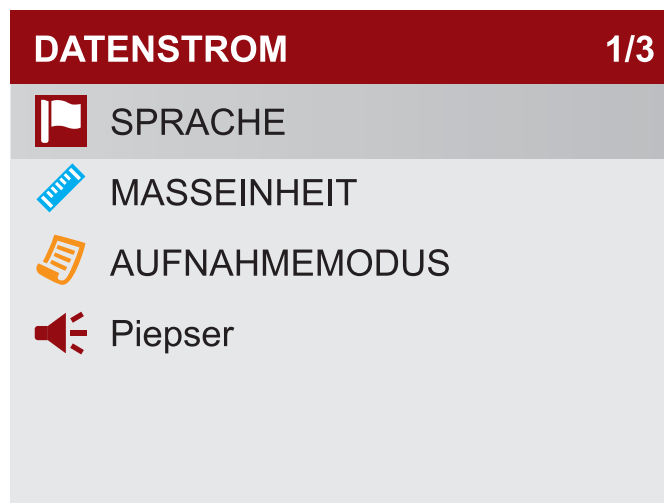 DATENSTROM 1/3
SPRACHE
MASSEINHEIT
AUFNAHMEMODUS
Piepser